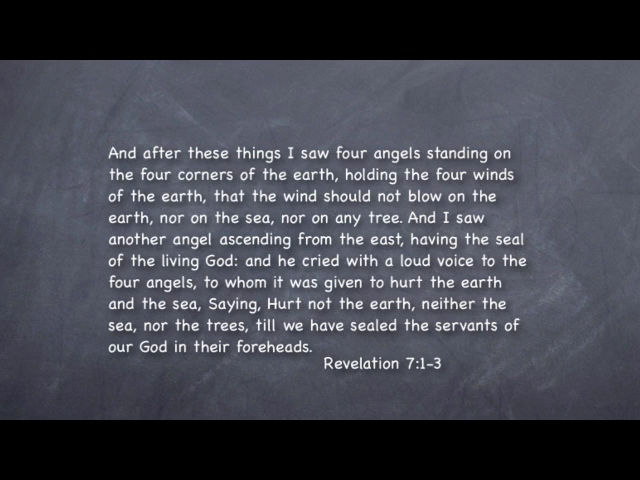 And after these things I saw four angels standing on
the four corners of the earth, holding the four winds
of the earth, that the wind should not blow on the
earth, nor on the sea, nor on any tree. And I saw
another angel ascending from the east, having the seal
of the living God: and he cried with a loud voice to the
four angels, to whom it was given to hurt the earth
and the sea, Saying, Hurt not the earth, neither the
sea, nor the trees, till we have sealed the servants of
our God in their foreheads.
Revelation 7:1-3